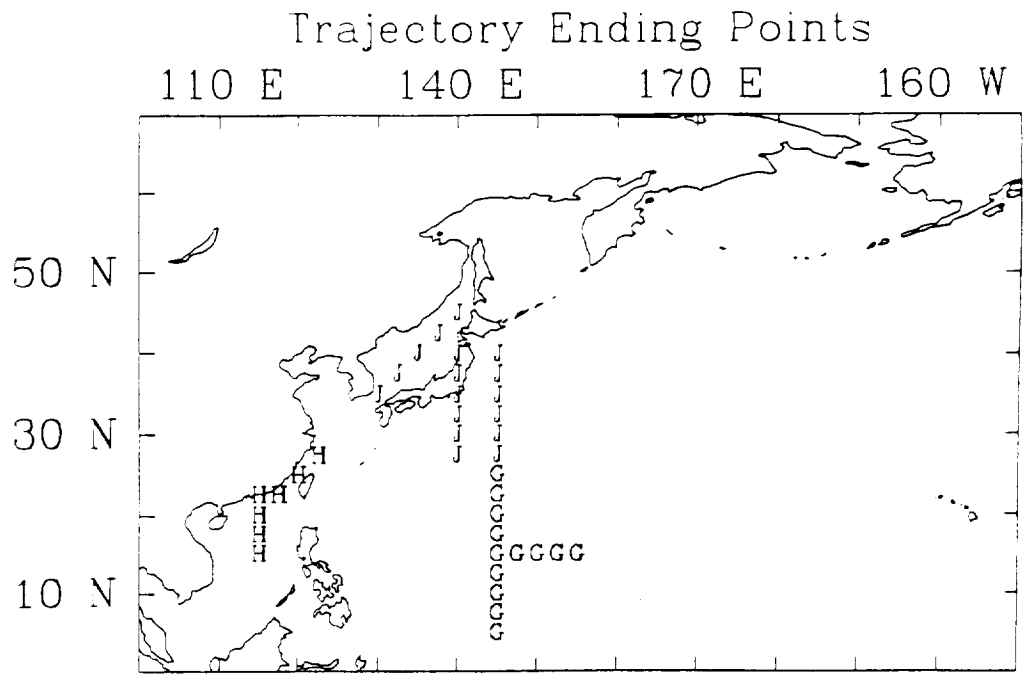 Trajectory Ending Points
110 E 140 E 170 E 160 W
50 N
J
J
J J
J J J
J J J
J J
30 N J J
H J J
H G
H H G
H G
H G
H G G G G G
G
10 N G
G
G